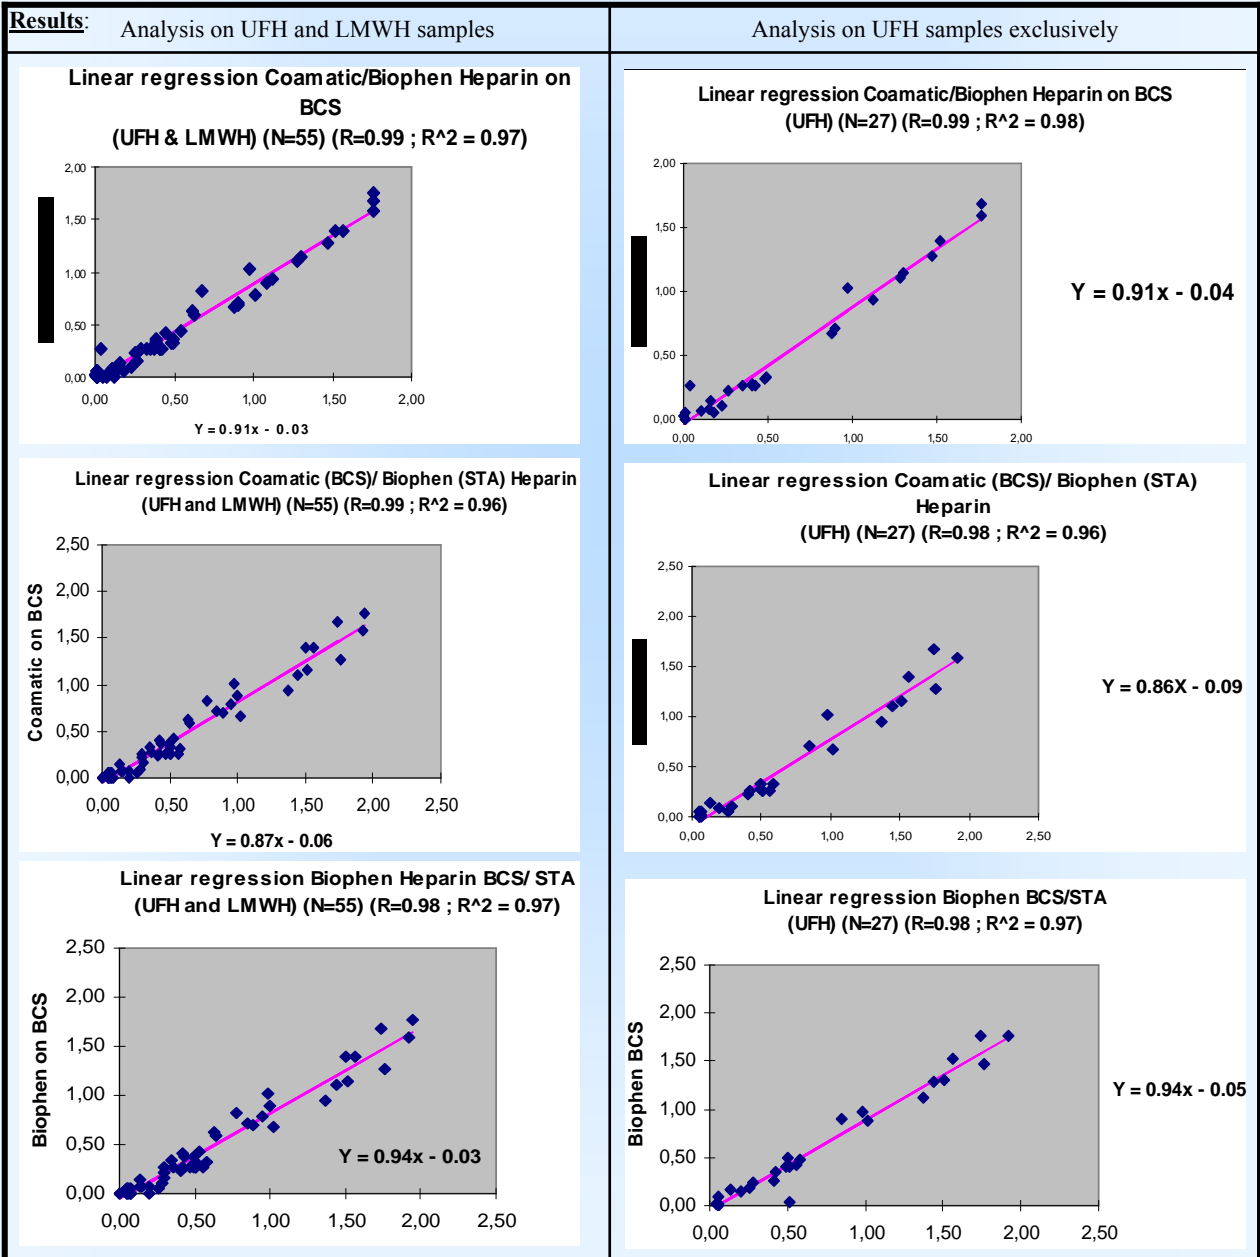 Results:
Analysis on UFH and LMWH samples
Analysis on UFH samples exclusively
Linear regression Coamatic/Biophen Heparin on
BCS
(UFH & LMWH) (N=55) (R=0.99 ; R^2 = 0.97)
2,00
1,50
1,00
0,50
0,00
0,00 0,50 1,00 1,50 2,00
Y = 0.91x - 0.03
Linear regression Coamatic/Biophen Heparin on BCS
(UFH) (N=27) (R=0.99 ; R^2 = 0.98)
2,00
1,50
1,00
0,50
0,00
0,00 0,50 1,00 1,50 2,00
Y = 0.91x - 0.04
Linear regression Coamatic (BCS)/ Biophen (STA) Heparin
(UFH and LMWH) (N=55) (R=0.99 ; R^2 = 0.96)
Coamatic on BCS
2,50
2,00
1,50
1,00
0,50
0,00
0,00 0,50 1,00 1,50 2,00 2,50
Y = 0.87x - 0.06
Linear regression Coamatic (BCS)/ Biophen (STA)
Heparin
(UFH) (N=27) (R=0.98 ; R^2 = 0.96)
2,50
2,00
1,50
1,00
0,50
0,00
0,00 0,50 1,00 1,50 2,00 2,50
Y = 0.86X - 0.09
Linear regression Biophen Heparin BCS/ STA
(UFH and LMWH) (N=55) (R=0.98 ; R^2 = 0.97)
Biophen on BCS
2,50
2,00
1,50
1,00
0,50
0,00
0,00 0,50 1,00 1,50 2,00 2,50
Y = 0.94x - 0.03
Linear regression Biophen BCS/STA
(UFH) (N=27) (R=0.98 ; R^2 = 0.97)
Biophen BCS
2,50
2,00
1,50
1,00
0,50
0,00
0,00 0,50 1,00 1,50 2,00 2,50
Y = 0.94x - 0.05